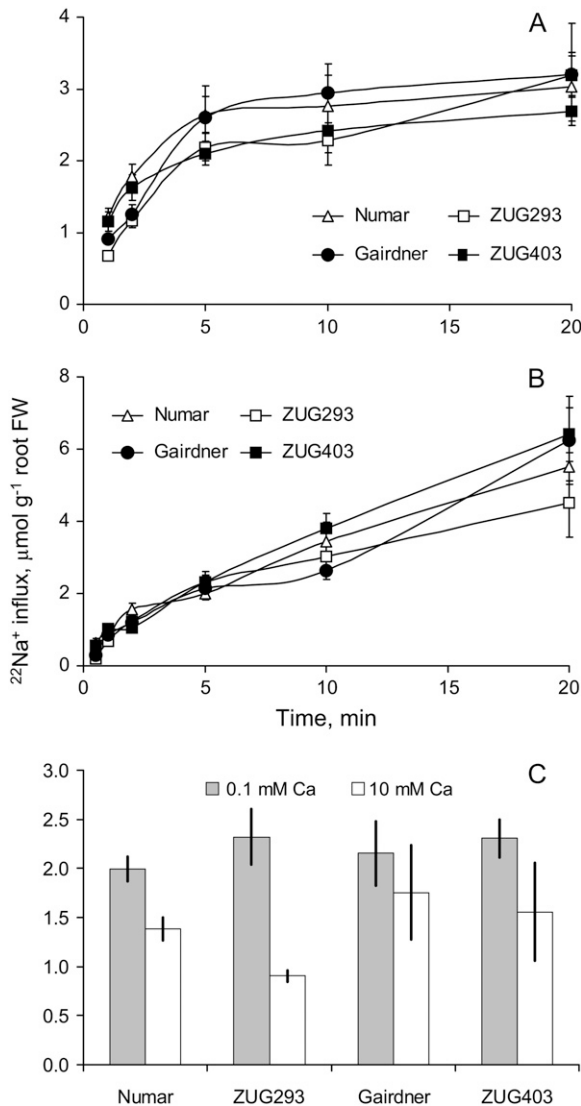 A
4
3
2
1
0
Numar ZUG293
Gairdner ZUG403
0 5 10 15 20
B
8
6
4
2
0
Numar ZUG293
Gairdner ZUG403
0 5 10 15 20
Time, min
²²Na⁺ influx, μmol g⁻¹ root FW
C
3.0
2.5
2.0
1.5
1.0
0.5
0.0
0.1 mM Ca 10 mM Ca
Numar ZUG293 Gairdner ZUG403